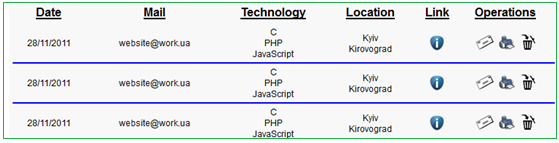 Date Mail Technology Location Link Operations
C
PHP
JavaScript
28/11/2011 website@work.ua
Kyiv
Kirovograd
C
PHP
JavaScript
28/11/2011 website@work.ua
Kyiv
Kirovograd
C
PHP
JavaScript
28/11/2011 website@work.ua
Kyiv
Kirovograd